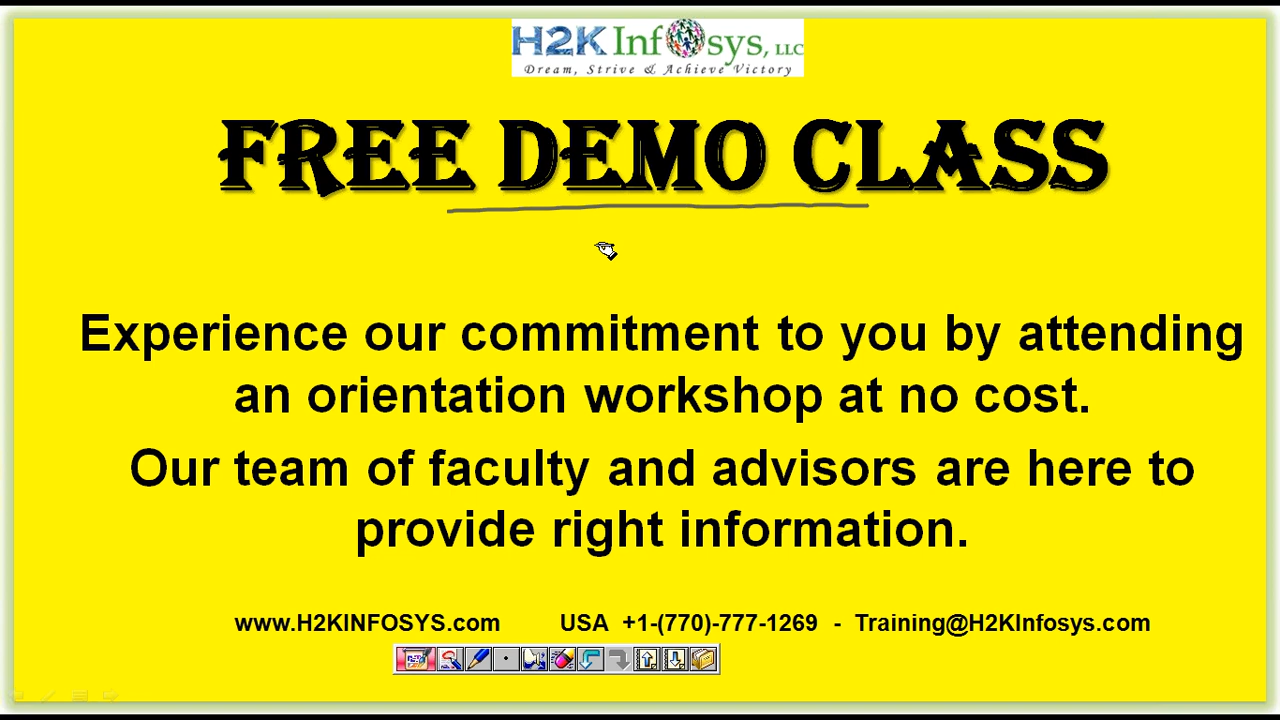 H2K Infosys, LLC
Dream, Strive & Achieve Victory
FREE DEMO CLASS
Experience our commitment to you by attending
an orientation workshop at no cost.
Our team of faculty and advisors are here to
provide right information.
www.H2KINFOSYS.com USA +1-(770)-777-1269 - Training@H2KInfosys.com